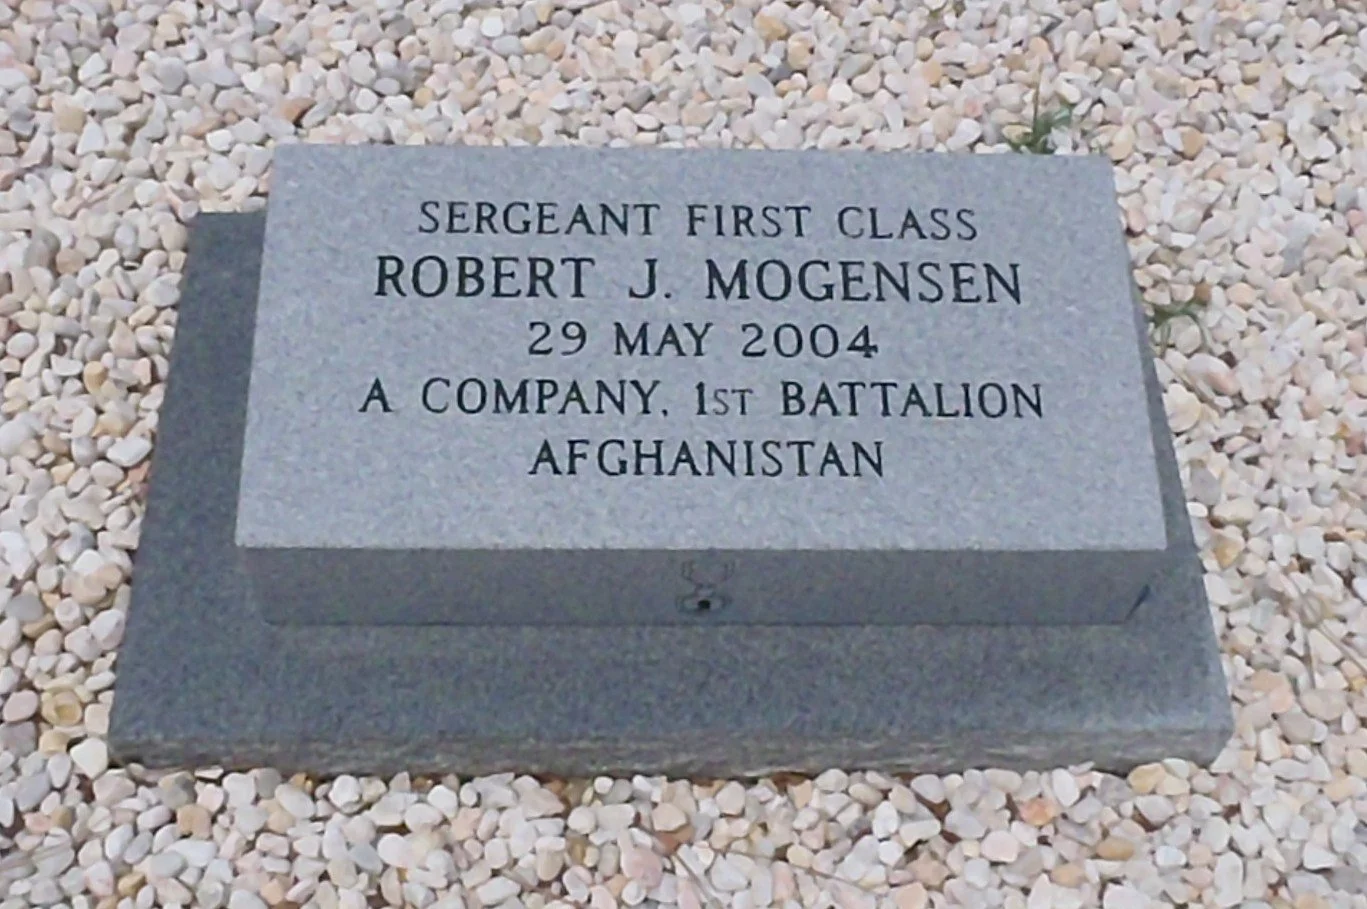 SERGEANT FIRST CLASS
ROBERT J. MOGENSEN
29 MAY 2004
A COMPANY, 1ST BATTALION
AFGHANISTAN